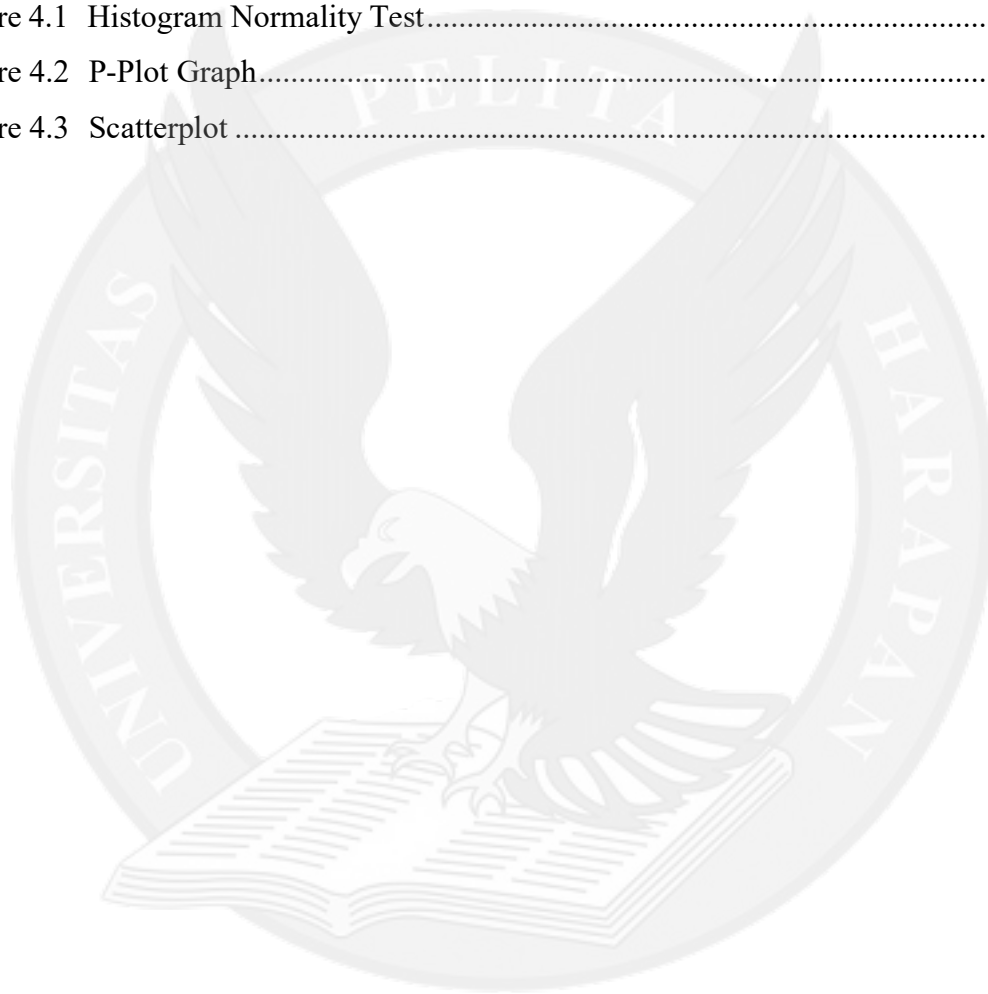 re 4.1 Histogram Normality Test
re 4.2 P-Plot Graph
re 4.3 Scatterplot
UNIVERSITAS PELITA HARAPAN